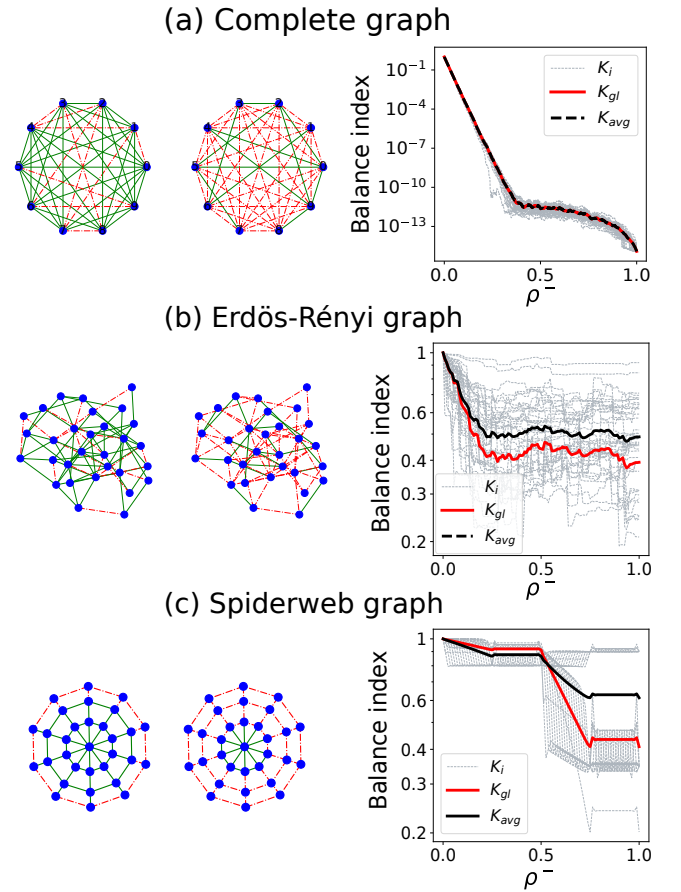 (a) Complete graph
Balance index
10⁻¹
10⁻⁴
10⁻⁷
10⁻¹⁰
10⁻¹³
K_i
K_gl
K_avg
0.0 0.5 1.0
ρ⁻
(b) Erdös-Rényi graph
Balance index
1
0.6
0.4
0.3
0.2
K_i
K_gl
K_avg
0.0 0.5 1.0
ρ⁻
(c) Spiderweb graph
Balance index
1
0.6
0.4
0.2
K_i
K_gl
K_avg
0.0 0.5 1.0
ρ⁻